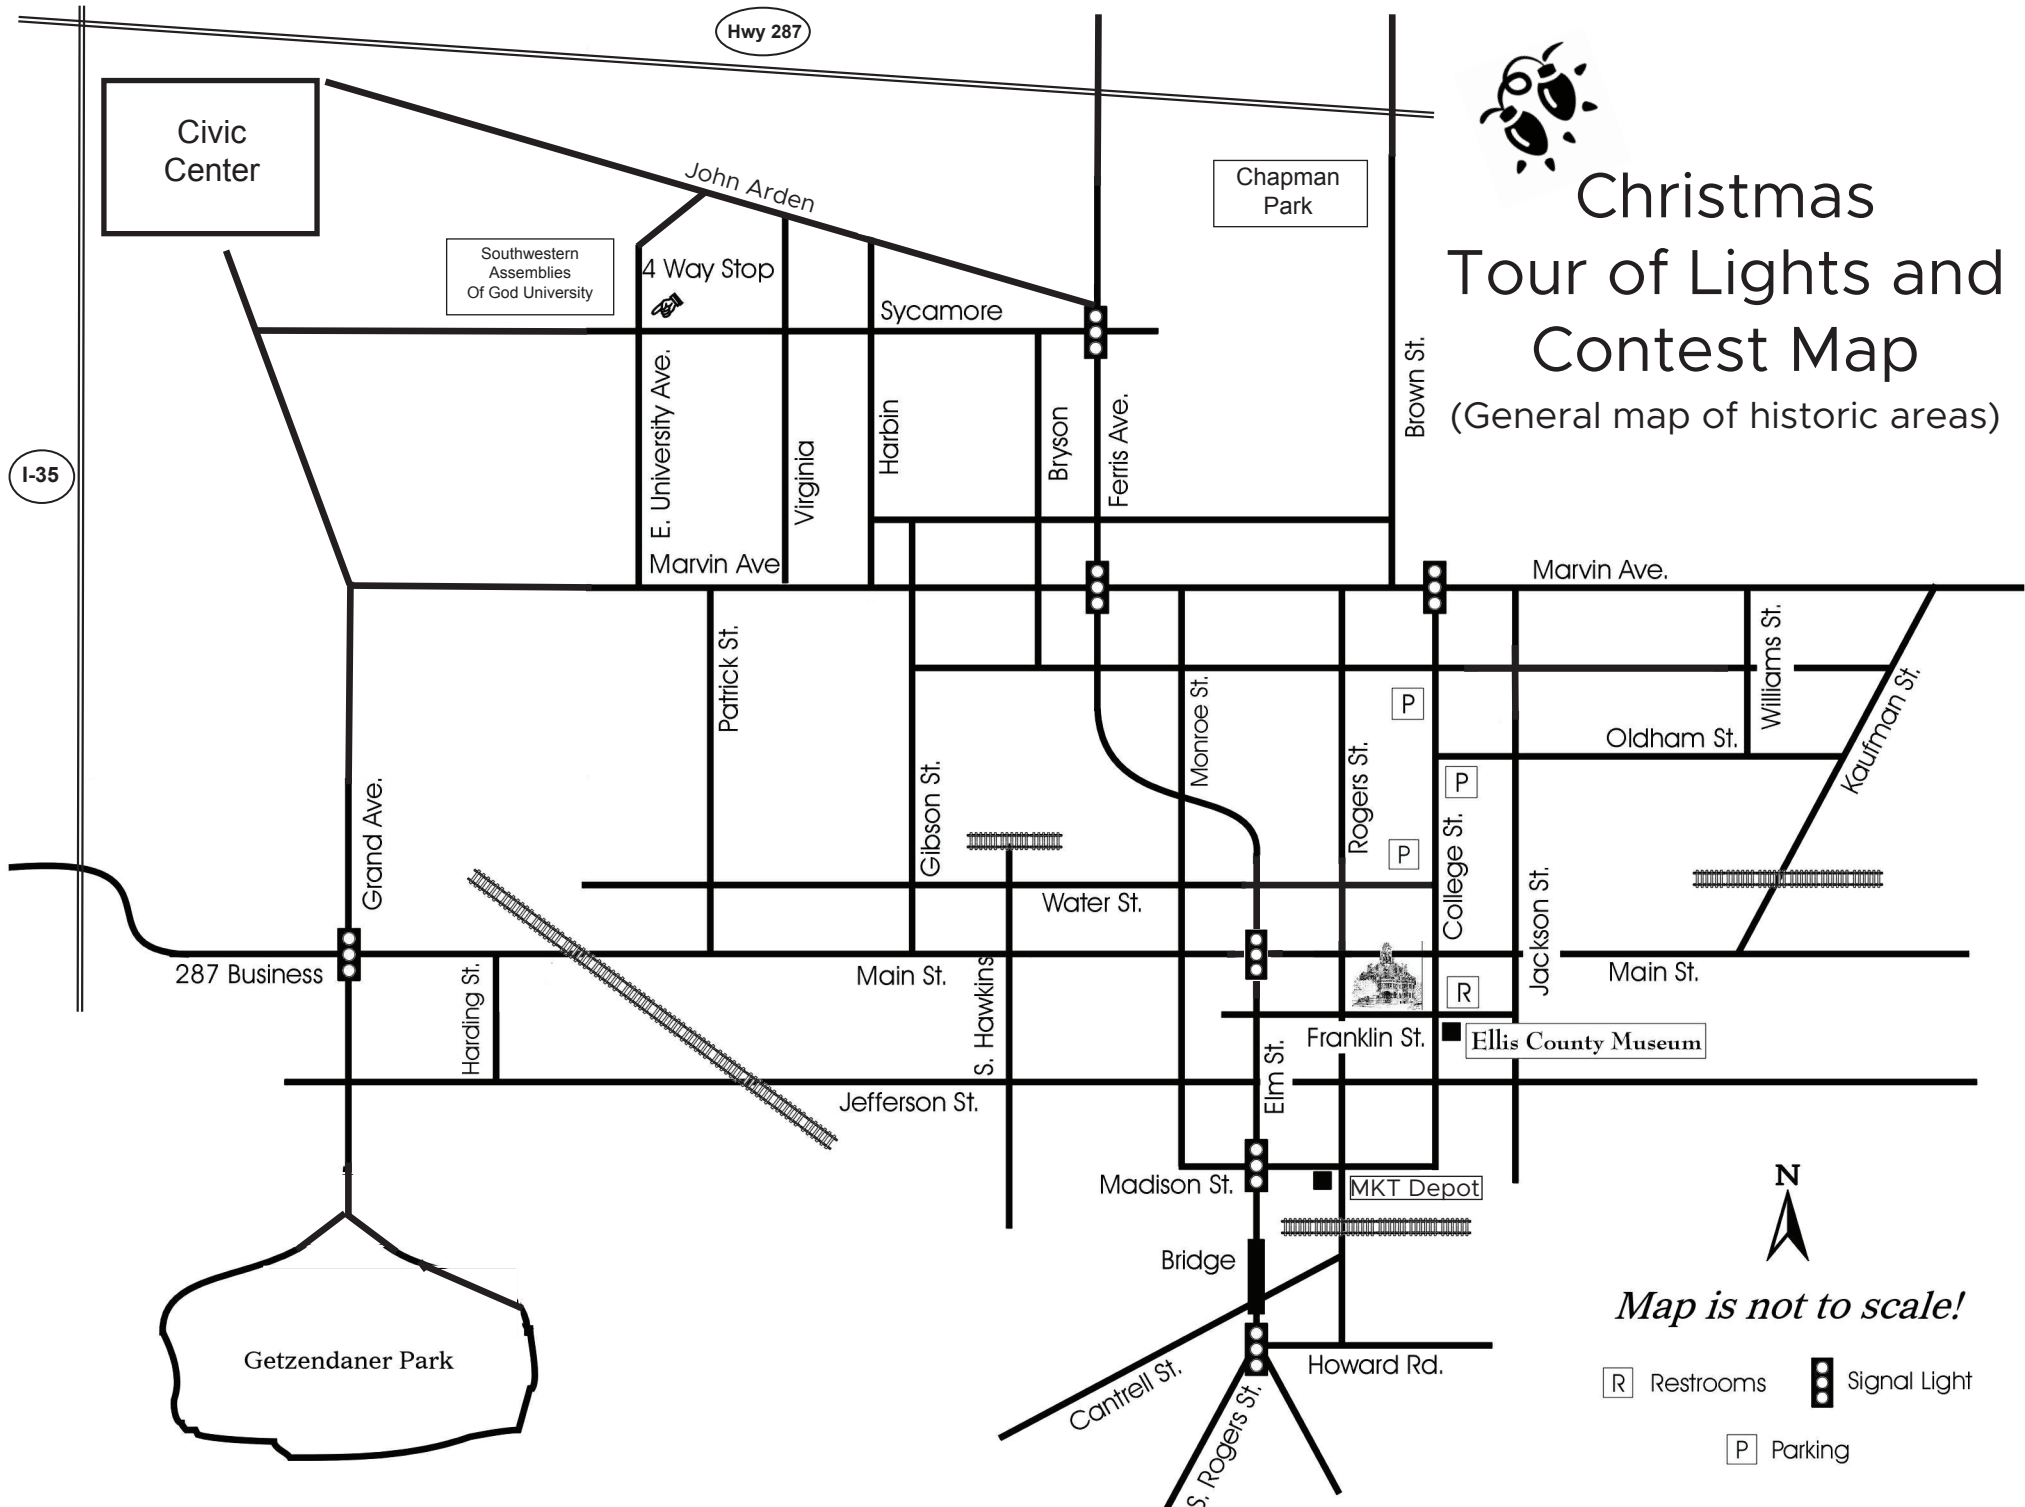 Hwy 287
Civic
Center
John Arden
Chapman
Park
Christmas
Tour of Lights and
Contest Map
(General map of historic areas)
Southwestern
Assemblies
Of God University
4 Way Stop
Sycamore
I-35
E. University Ave.
Virginia
Harbin
Bryson
Ferris Ave.
Brown St.
Marvin Ave
Marvin Ave.
Patrick St.
Williams St.
Kaufman St.
Monroe St.
P
Oldham St.
Rogers St.
P
Grand Ave.
Gibson St.
P
College St.
Water St.
Jackson St.
287 Business
Harding St.
Main St.
S. Hawkins
R
Main St.
Franklin St.
Ellis County Museum
Elm St.
Jefferson St.
Madison St.
MKT Depot
N
Bridge
Map is not to scale!
Getzendaner Park
Cantrell St.
S. Rogers St.
Howard Rd.
R Restrooms
Signal Light
P Parking